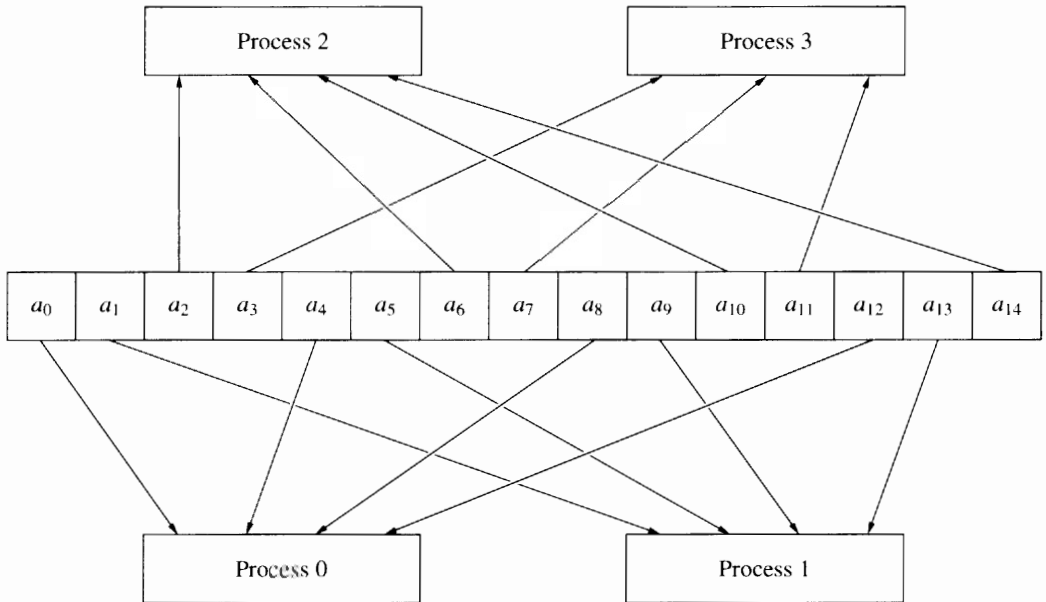 Process 2 Process 3
a0 a1 a2 a3 a4 a5 a6 a7 a8 a9 a10 a11 a12 a13 a14
Process 0 Process 1